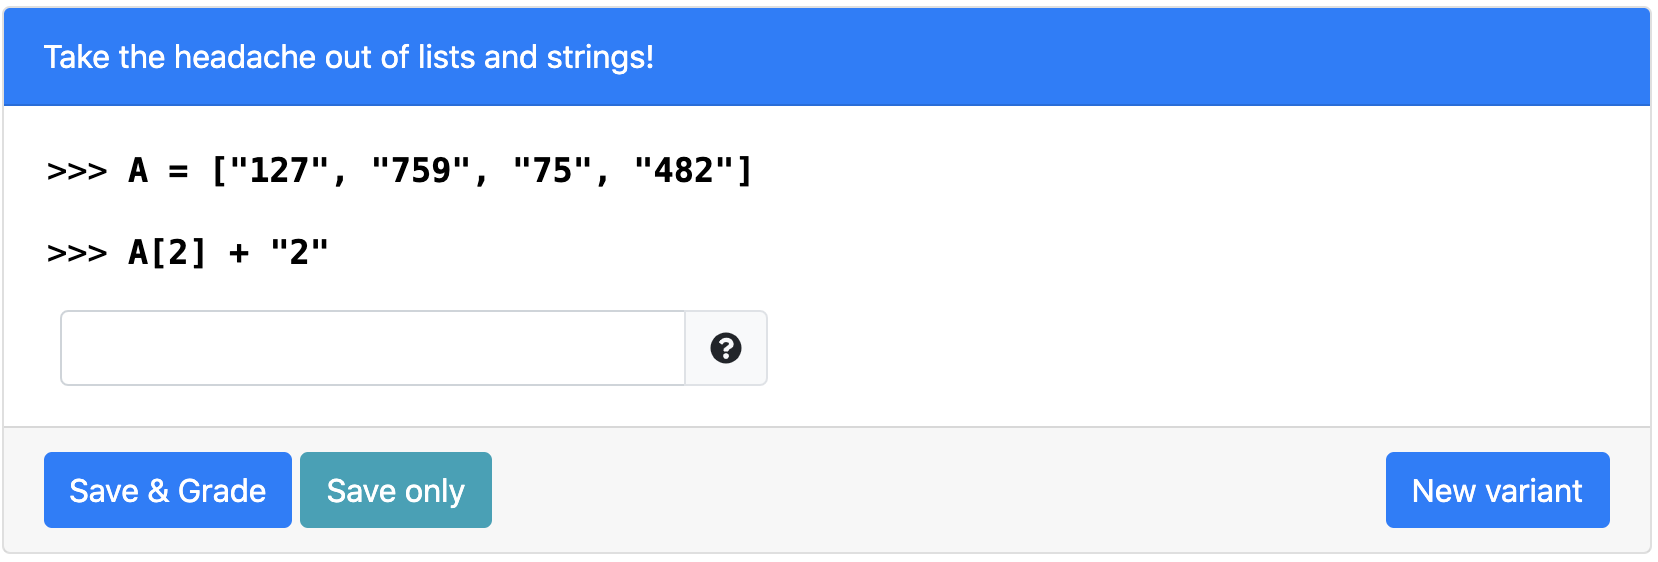 Take the headache out of lists and strings!
>>> A = ["127", "759", "75", "482"]
>>> A[2] + "2"
?
Save & Grade Save only New variant